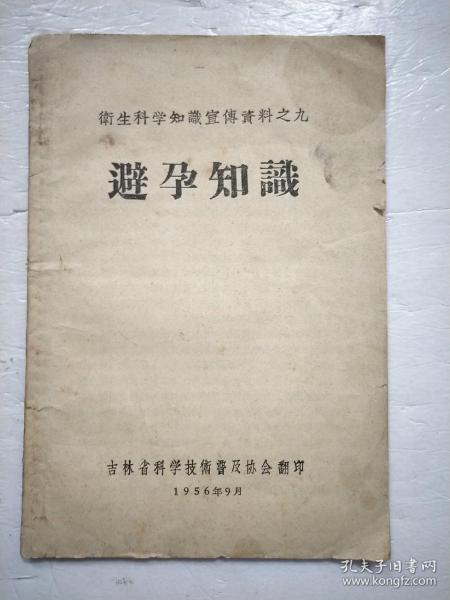 衛生科学知識宣傳資料之九
避孕知識
吉林省科学技術普及协会翻印
1956年9月
孔夫子旧书网
www.kongfz.com